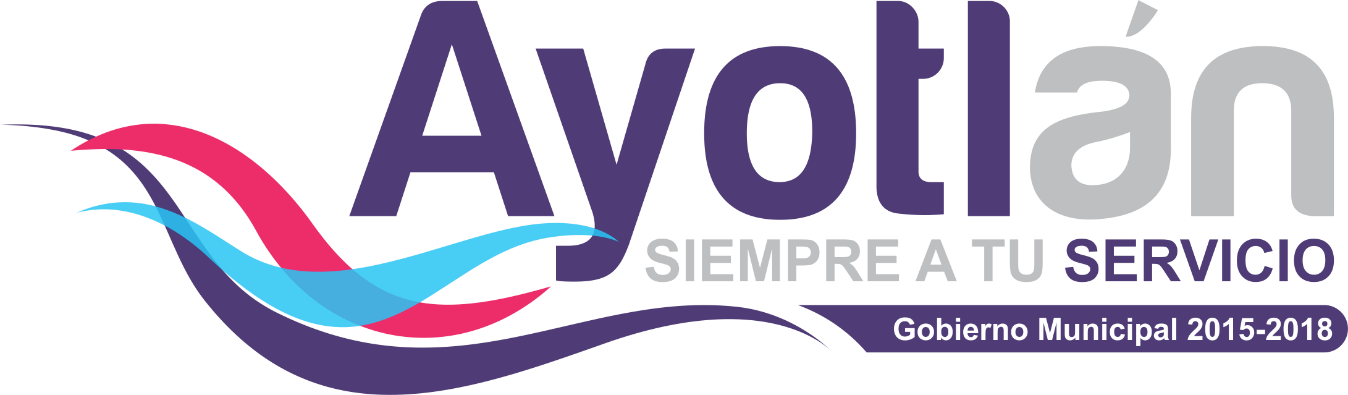 Ayotlán
SIEMPRE A TU SERVICIO
Gobierno Municipal 2015-2018